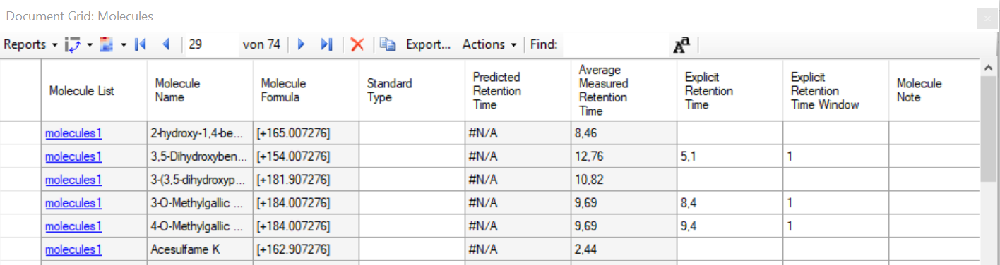 Document Grid: Molecules
Reports 29 von 74 Export... Actions Find: Aa
Molecule List Molecule Name Molecule Formula Standard Type Predicted Retention Time Average Measured Retention Time Explicit Retention Time Explicit Retention Time Window Molecule Note
molecules1 2-hydroxy-1,4-be... [+165.007276] #N/A 8,46
molecules1 3,5-Dihydroxyben... [+154.007276] #N/A 12,76 5,1 1
molecules1 3-(3,5-dihydroxyp... [+181.907276] #N/A 10,82
molecules1 3-O-Methylgallic ... [+184.007276] #N/A 9,69 8,4 1
molecules1 4-O-Methylgallic ... [+184.007276] #N/A 9,69 9,4 1
molecules1 Acesulfame K [+162.907276] #N/A 2,44